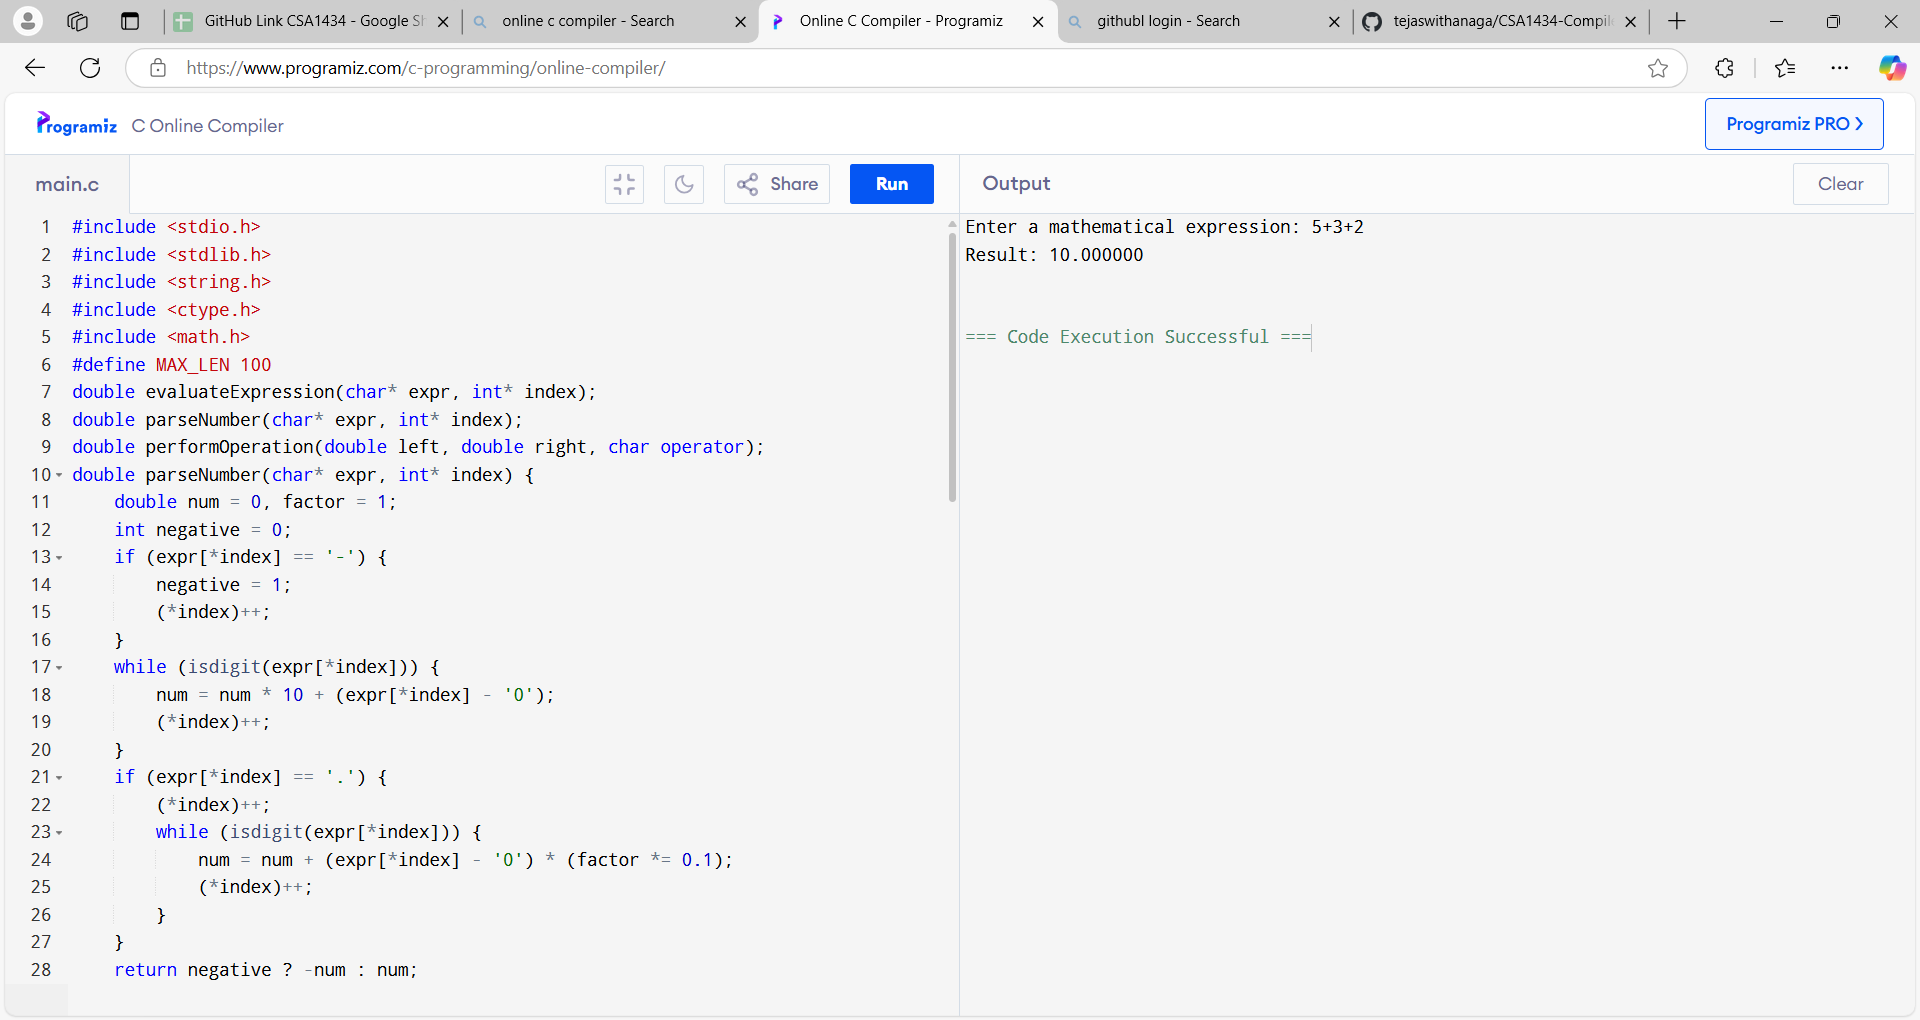 GitHub Link CSA1434 - Google Sh
online c compiler - Search
Online C Compiler - Programiz
githubl login - Search
tejaswithanaga/CSA1434-Compil
https://www.programiz.com/c-programming/online-compiler/
Programiz C Online Compiler
Programiz PRO
main.c
Share
Run
Output
Clear
1 #include <stdio.h>
2 #include <stdlib.h>
3 #include <string.h>
4 #include <ctype.h>
5 #include <math.h>
6 #define MAX_LEN 100
7 double evaluateExpression(char* expr, int* index);
8 double parseNumber(char* expr, int* index);
9 double performOperation(double left, double right, char operator);
10 double parseNumber(char* expr, int* index) {
11     double num = 0, factor = 1;
12     int negative = 0;
13     if (expr[*index] == '-') {
14         negative = 1;
15         (*index)++;
16     }
17     while (isdigit(expr[*index])) {
18         num = num * 10 + (expr[*index] - '0');
19         (*index)++;
20     }
21     if (expr[*index] == '.') {
22         (*index)++;
23         while (isdigit(expr[*index])) {
24             num = num + (expr[*index] - '0') * (factor *= 0.1);
25             (*index)++;
26         }
27     }
28     return negative ? -num : num;
Enter a mathematical expression: 5+3+2
Result: 10.000000
=== Code Execution Successful ===